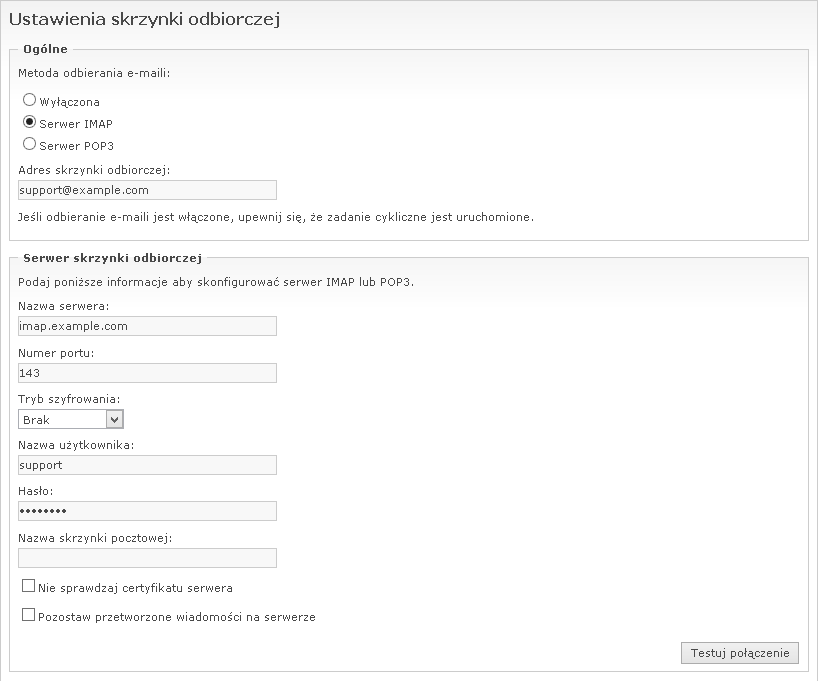 Ustawienia skrzynki odbiorczej
Ogólne
Metoda odbierania e-maili:
Wyłączona
Serwer IMAP
Serwer POP3
Adres skrzynki odbiorczej:
support@example.com
Jeśli odbieranie e-maili jest włączone, upewnij się, że zadanie cykliczne jest uruchomione.
Serwer skrzynki odbiorczej
Podaj poniższe informacje aby skonfigurować serwer IMAP lub POP3.
Nazwa serwera:
imap.example.com
Numer portu:
143
Tryb szyfrowania:
Brak
Nazwa użytkownika:
support
Hasło:
••••••••
Nazwa skrzynki pocztowej:
Nie sprawdzaj certyfikatu serwera
Pozostaw przetworzone wiadomości na serwerze
Testuj połączenie